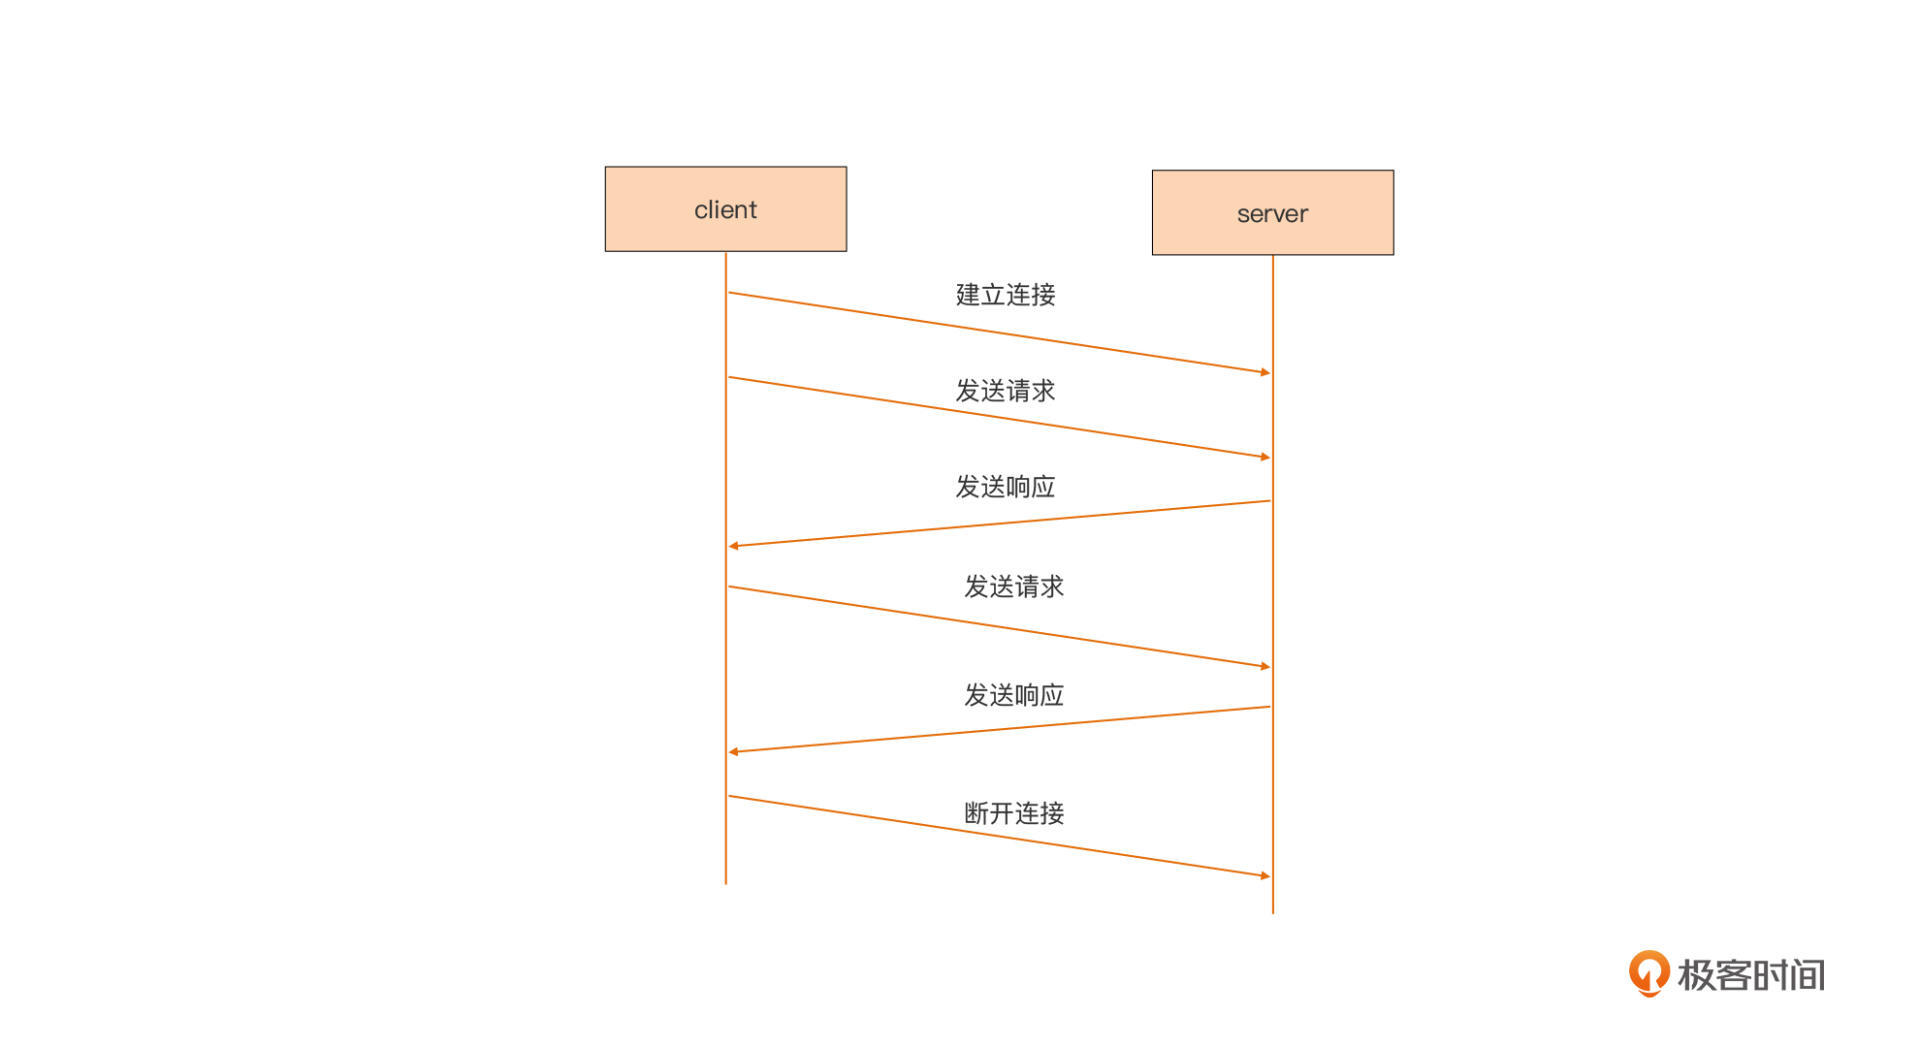 client
server
建立连接
发送请求
发送响应
发送请求
发送响应
断开连接
极客时间